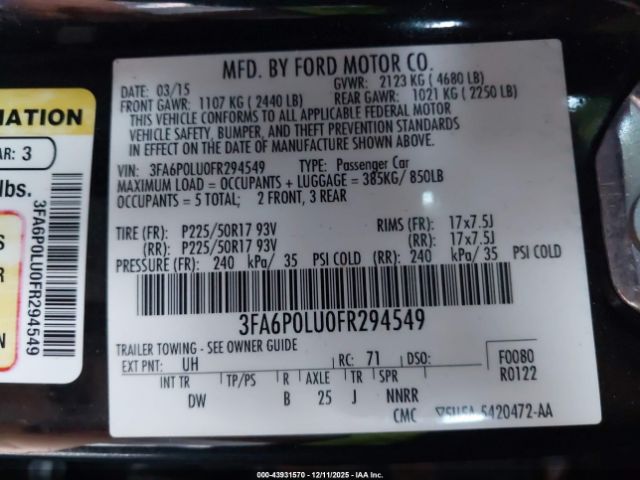 MFD. BY FORD MOTOR CO.
DATE: 03/15 GVWR: 2123 KG ( 4680 LB)
FRONT GAWR: 1107 KG ( 2440 LB) REAR GAWR: 1021 KG ( 2250 LB)
THIS VEHICLE CONFORMS TO ALL APPLICABLE FEDERAL MOTOR
VEHICLE SAFETY, BUMPER, AND THEFT PREVENTION STANDARDS
IN EFFECT ON THE DATE OF MANUFACTURE SHOWN ABOVE.
VIN: 3FA6P0LU0FR294549 TYPE: Passenger Car
MAXIMUM LOAD = OCCUPANTS + LUGGAGE = 385KG/ 850LB
OCCUPANTS = 5 TOTAL; 2 FRONT, 3 REAR
TIRE (FR): P225/50R17 93V RIMS (FR): 17x7.5J
(RR): P225/50R17 93V (RR): 17x7.5J
PRESSURE (FR): 240 kPa/ 35 PSI COLD (RR): 240 kPa/ 35 PSI COLD
3FA6P0LU0FR294549
TRAILER TOWING - SEE OWNER GUIDE
EXT PNT: UH RC: 71 DSO: F0080
R0122
INT TR TP/PS R AXLE TR SPR
DW B 25 J NNRR
CMC 5420472-AA
MATION
AR: 3
lbs.
S
ER
N
3FA6P0LU0FR294549
000-43931570 • 12/11/2025 • IAA Inc.